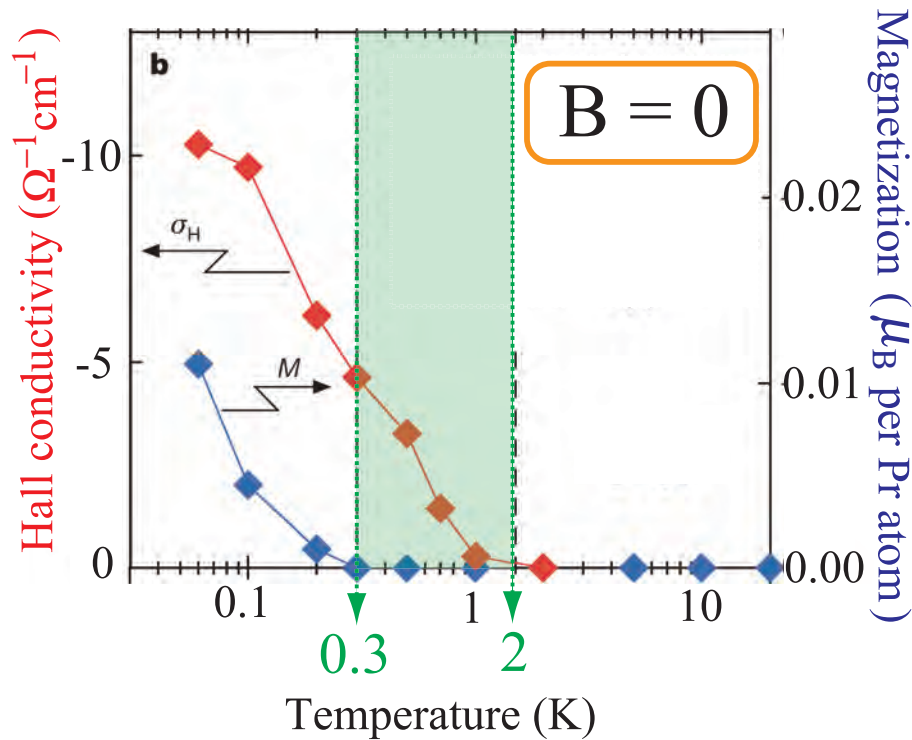 b
B = 0
Hall conductivity (Ω⁻¹cm⁻¹)
-10
-5
0
σH
M
0.02
0.01
0.00
Magnetization (μB per Pr atom)
0.1
1
10
0.3
2
Temperature (K)